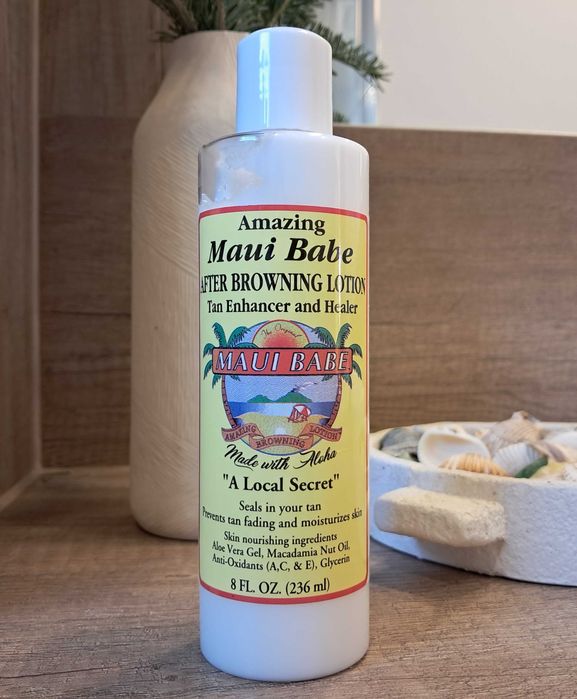 Amazing
Maui Babe
AFTER BROWNING LOTION
Tan Enhancer and Healer
The Original
MAUI BABE
AMAZING
BROWNING
LOTION
Made with Aloha
"A Local Secret"
Seals in your tan
Prevents tan fading and moisturizes skin
Skin nourishing ingredients
Aloe Vera Gel, Macadamia Nut Oil,
Anti-Oxidants (A,C, & E), Glycerin
8 FL. OZ. (236 ml)